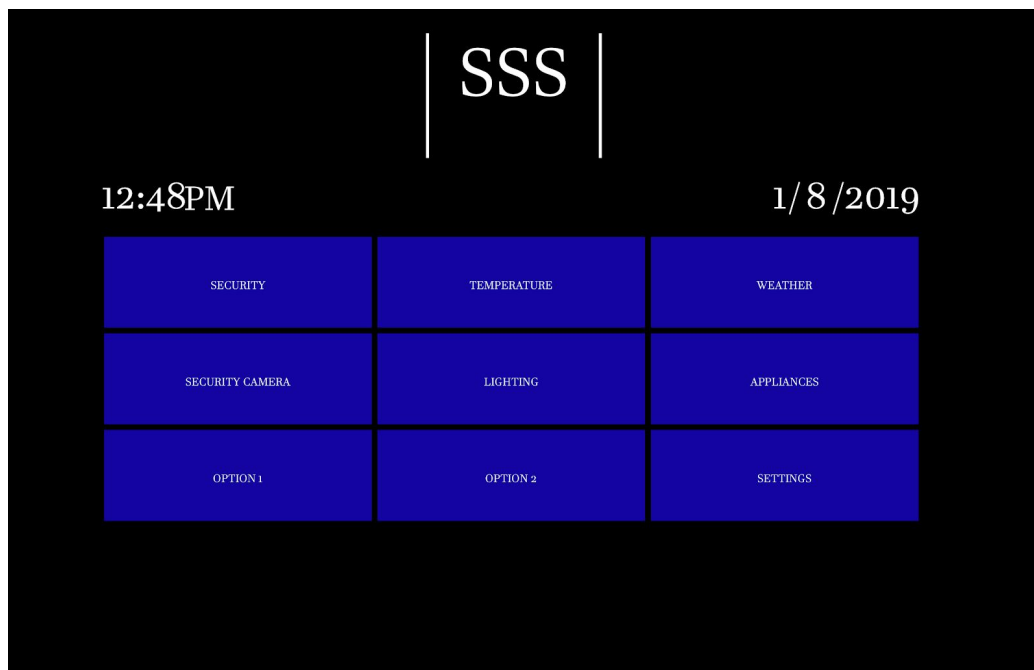 SSS
12:48PM 1/8/2019
SECURITY TEMPERATURE WEATHER
SECURITY CAMERA LIGHTING APPLIANCES
OPTION 1 OPTION 2 SETTINGS